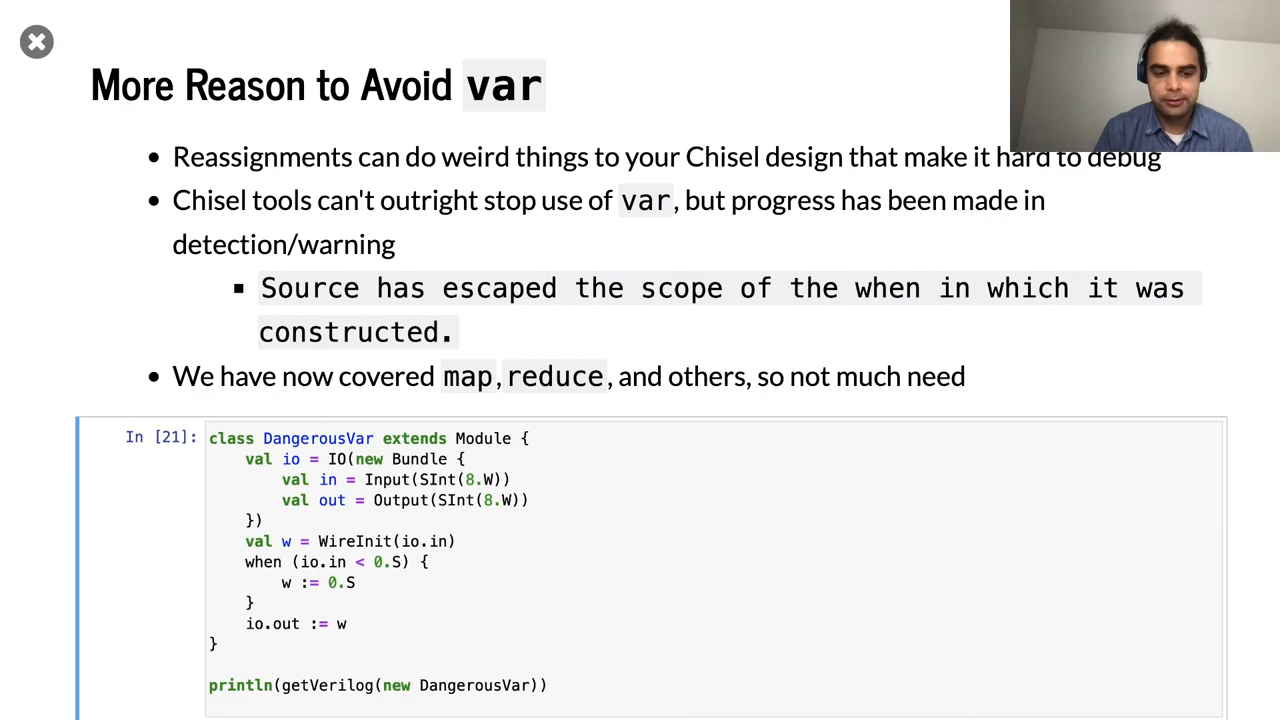 More Reason to Avoid var
• Reassignments can do weird things to your Chisel design that make it hard to debug
• Chisel tools can't outright stop use of var, but progress has been made in
detection/warning
▪ Source has escaped the scope of the when in which it was
constructed.
• We have now covered map, reduce, and others, so not much need
In [21]: class DangerousVar extends Module {
    val io = IO(new Bundle {
        val in = Input(SInt(8.W))
        val out = Output(SInt(8.W))
    })
    val w = WireInit(io.in)
    when (io.in < 0.S) {
        w := 0.S
    }
    io.out := w
}
println(getVerilog(new DangerousVar))